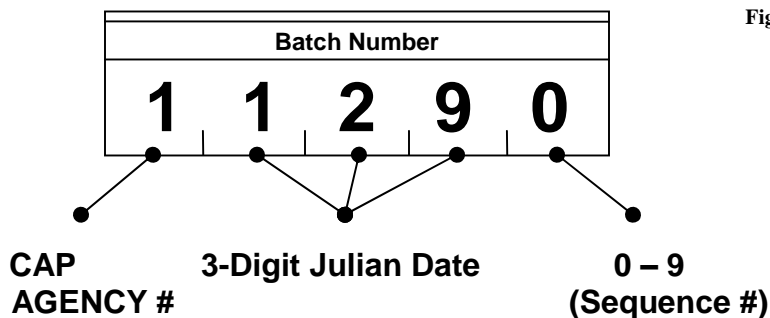 Fig
Batch Number
1 1 2 9 0
CAP 3-Digit Julian Date 0 – 9
AGENCY # (Sequence #)